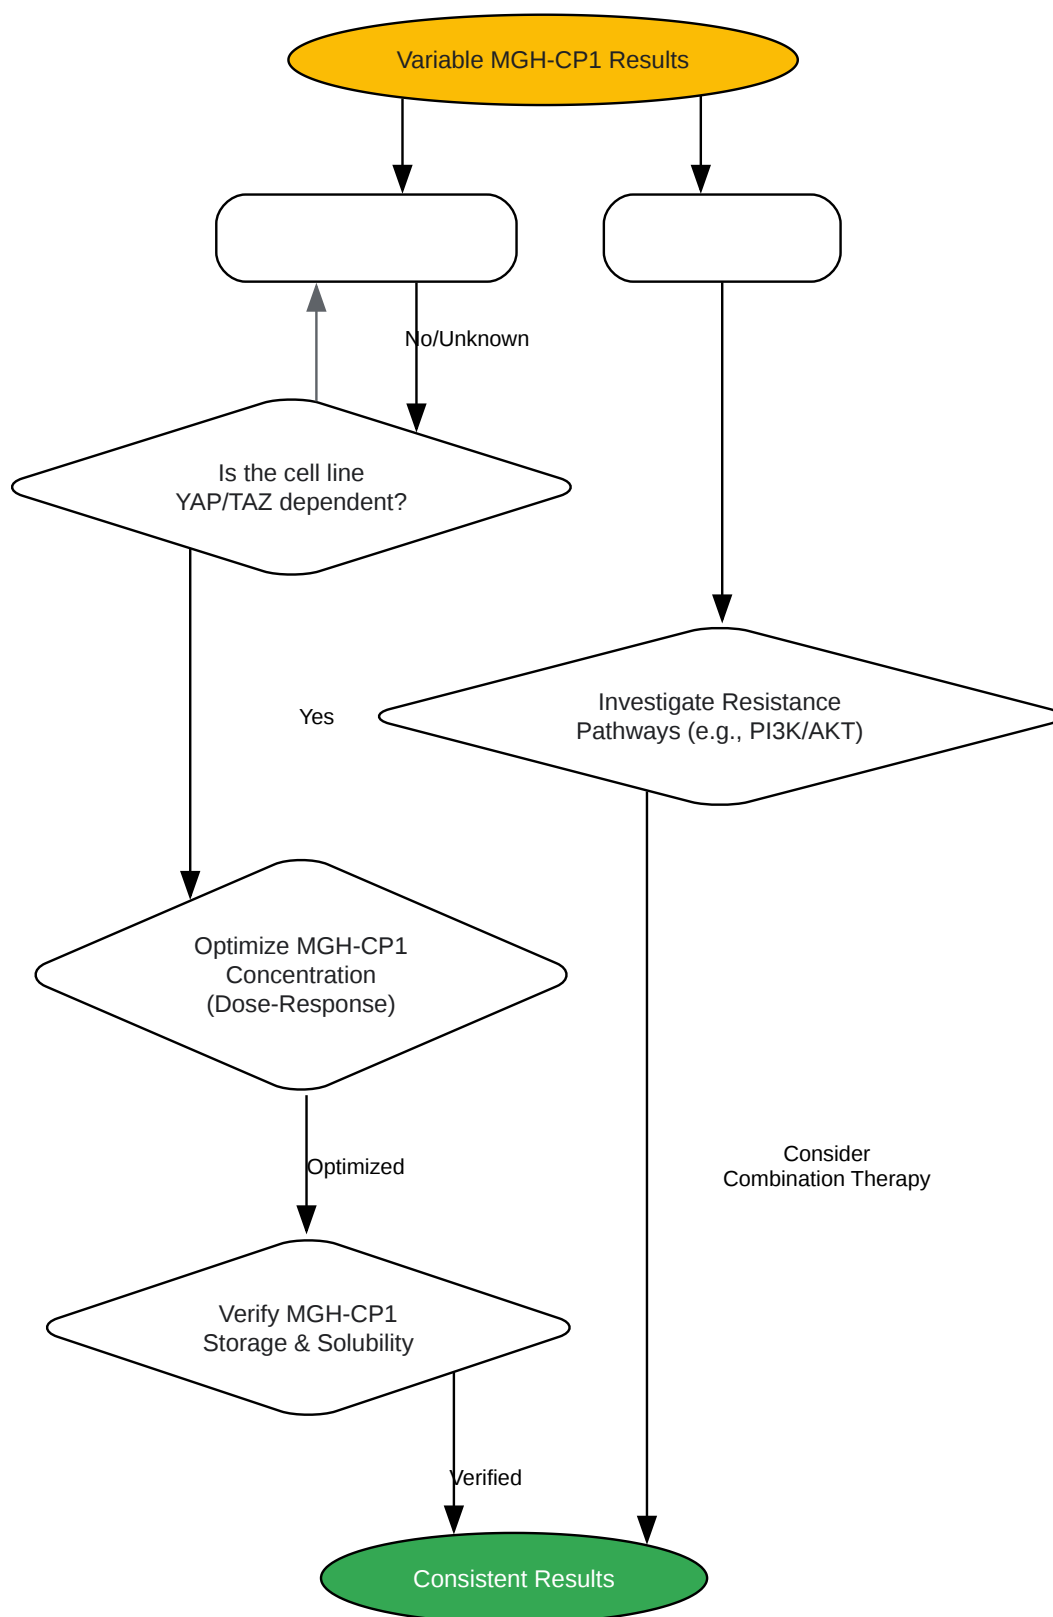 Variable MGH-CP1 Results
No/Unknown
Is the cell line
YAP/TAZ dependent?
Yes
Investigate Resistance
Pathways (e.g., PI3K/AKT)
Optimize MGH-CP1
Concentration
(Dose-Response)
Optimized
Consider
Combination Therapy
Verify MGH-CP1
Storage & Solubility
Verified
Consistent Results